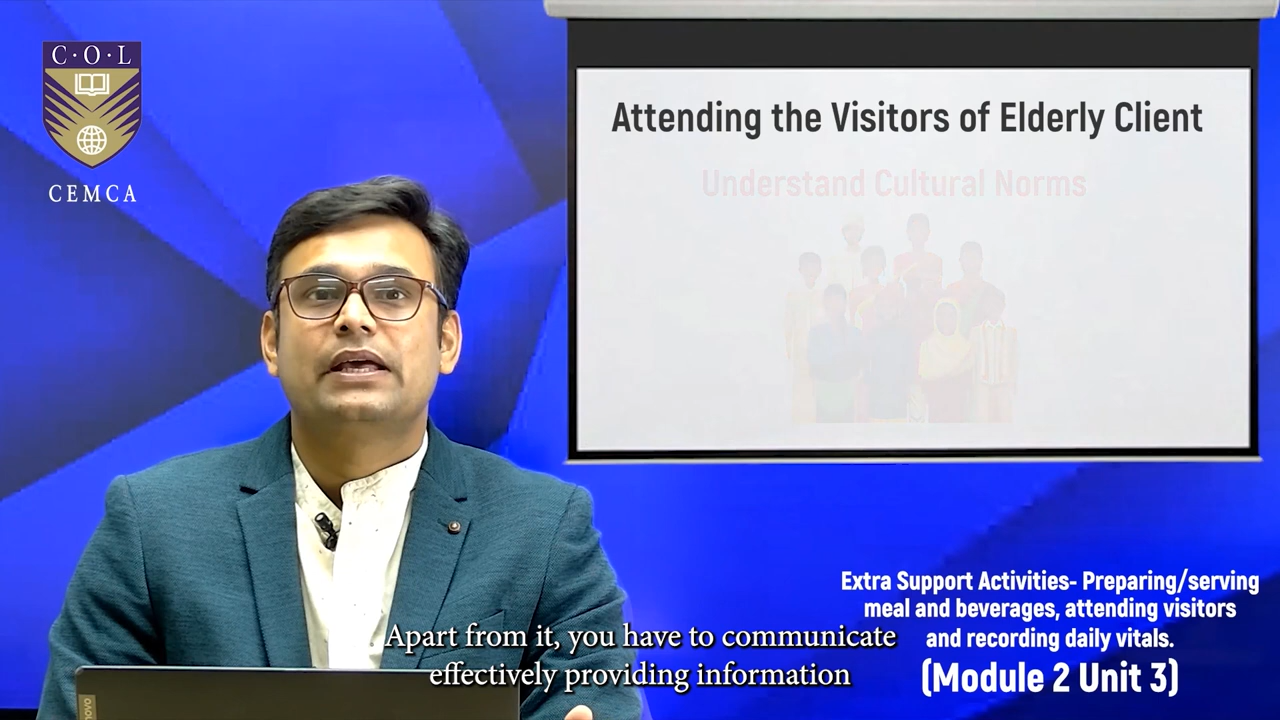 C·O·L
CEMCA
Attending the Visitors of Elderly Client
Understand Cultural Norms
Extra Support Activities- Preparing/serving
meal and beverages, attending visitors
and recording daily vitals.
(Module 2 Unit 3)
Apart from it, you have to communicate
effectively providing information